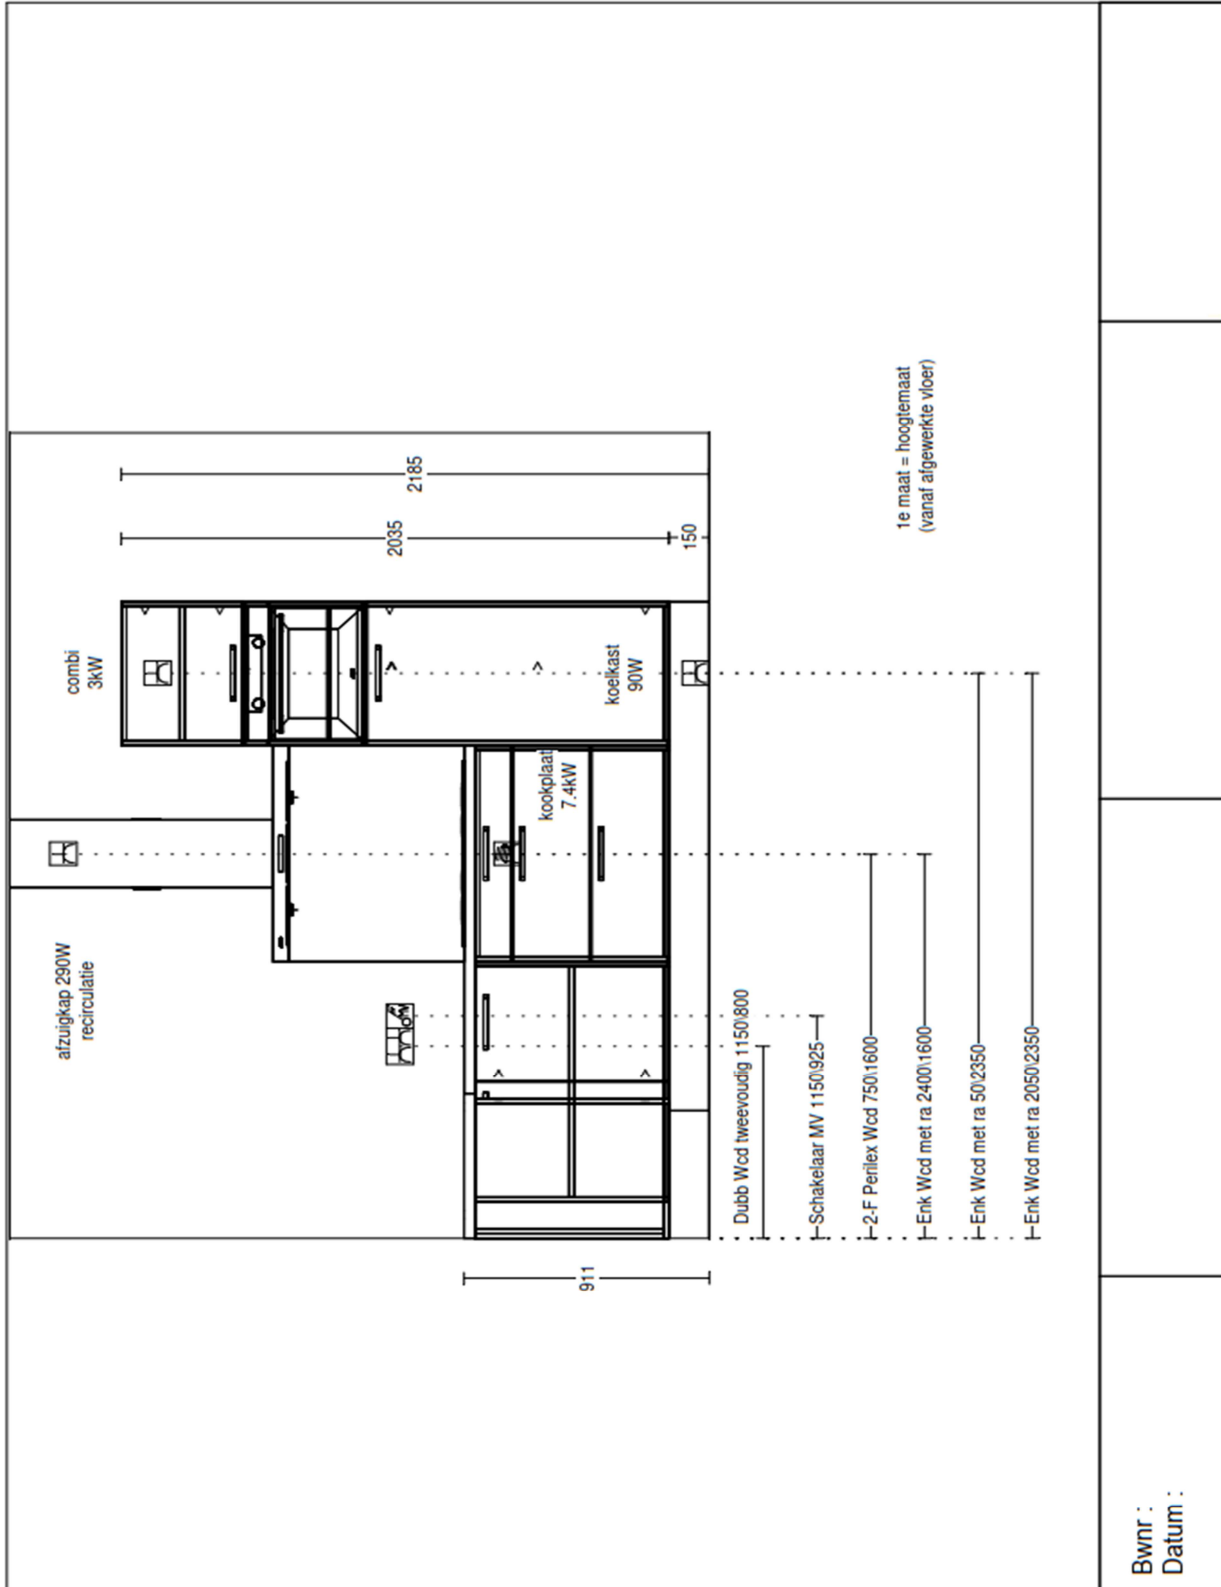 afzuigkap 290W
recirculatie
combi
3kW
kookplaat
7.4kW
koelkast
90W
2185
2035
150
911
Dubb Wcd tweevoudig 1150\800
Schakelaar MV 1150\925
2-F Perilex Wcd 750\1600
Enk Wcd met ra 2400\1600
Enk Wcd met ra 50\2350
Enk Wcd met ra 2050\2350
1e maat = hoogtemaat
(vanaf afgewerkte vloer)
Bwnr :
Datum :